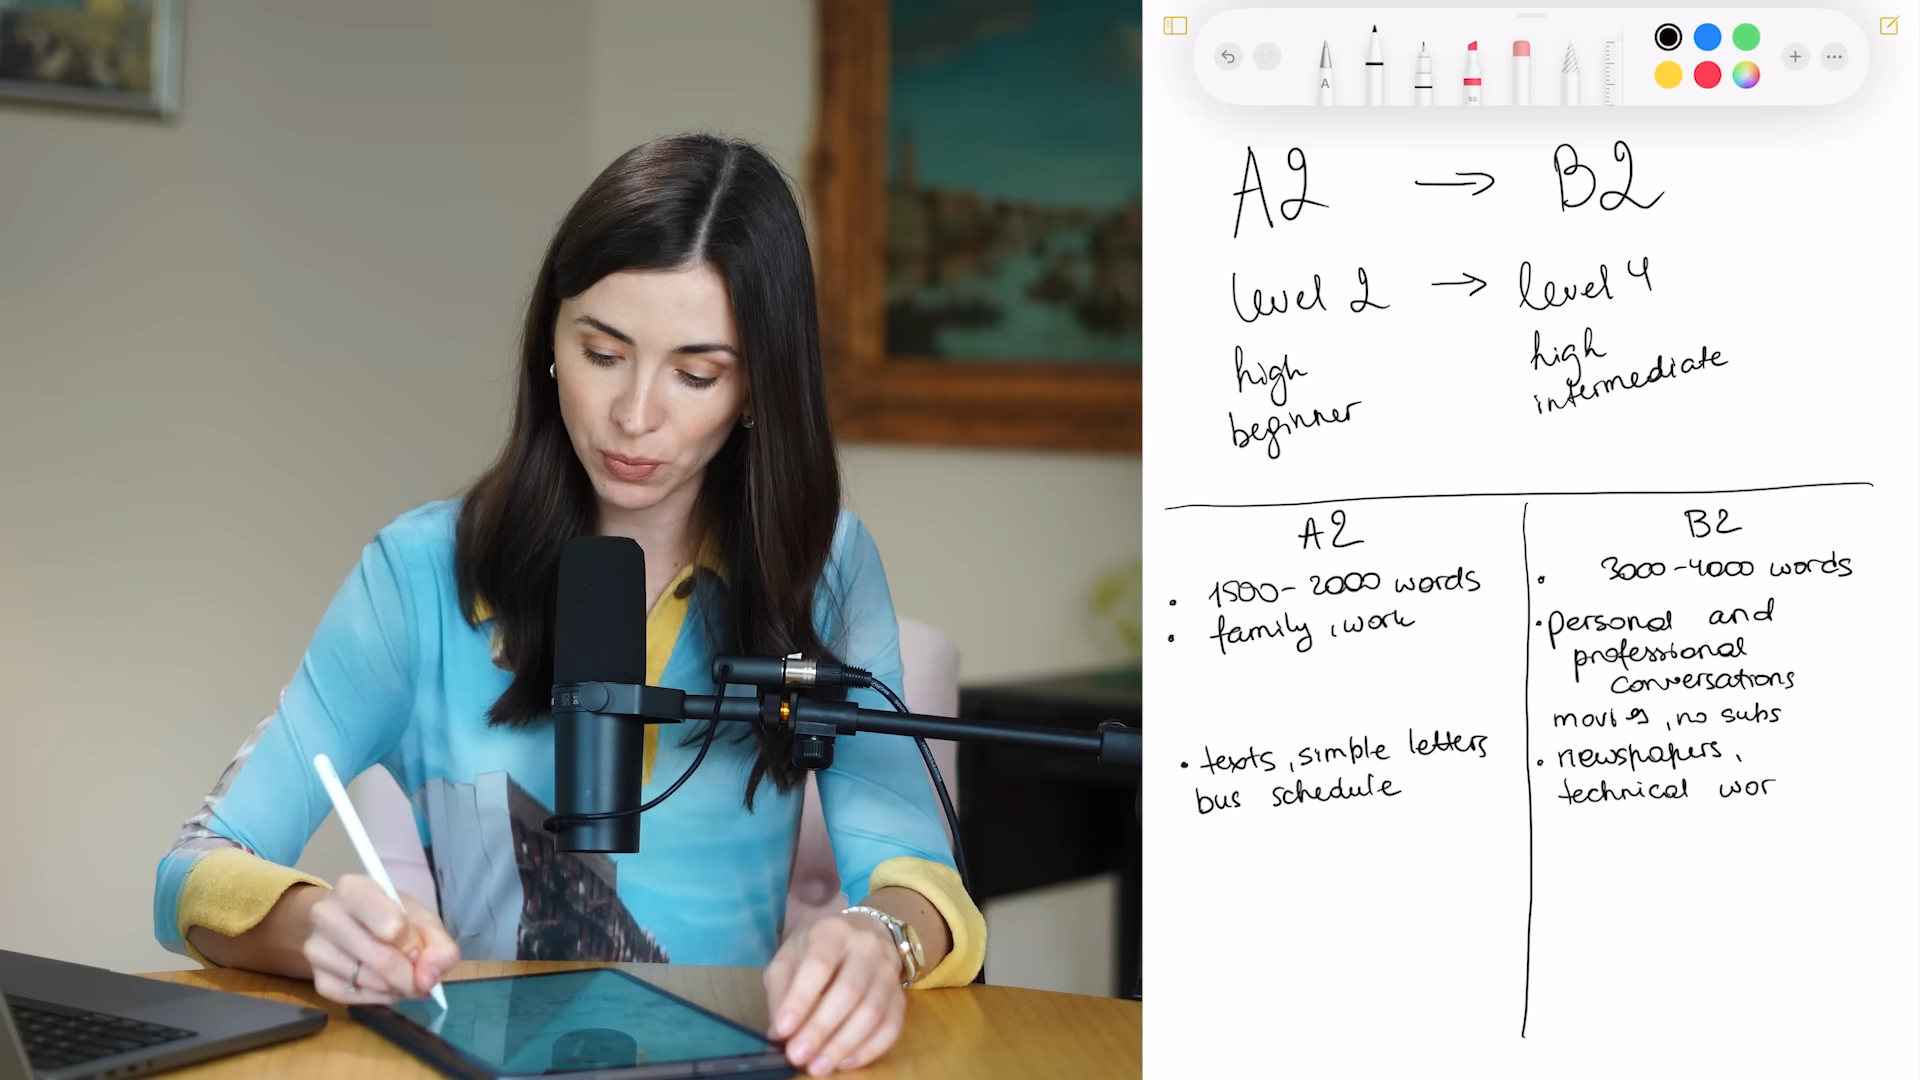 A2 → B2
level 2 → level 4
high
beginner
high
intermediate
A2
• 1500-2000 words
• family, work
• texts, simple letters
bus schedule
B2
• 3000-4000 words
• personal and
professional
conversations
movies, no subs
• newspapers,
technical wor
A
80